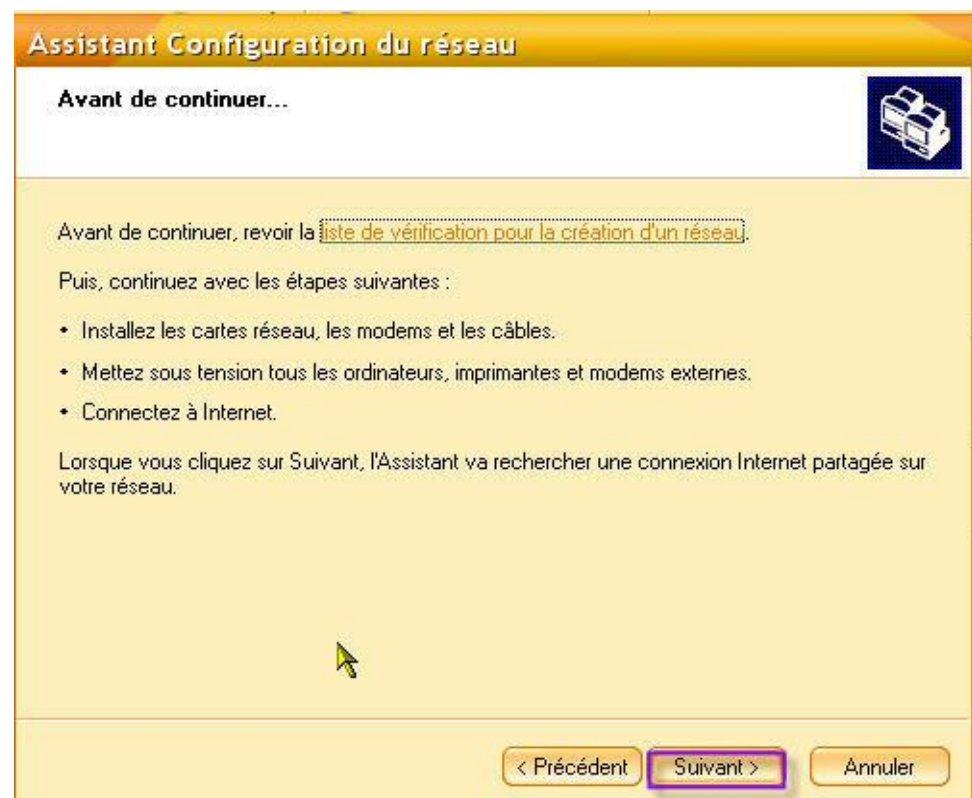 Assistant Configuration du réseau
Avant de continuer...
Avant de continuer, revoir la liste de vérification pour la création d'un réseau.
Puis, continuez avec les étapes suivantes :
• Installez les cartes réseau, les modems et les câbles.
• Mettez sous tension tous les ordinateurs, imprimantes et modems externes.
• Connectez à Internet.
Lorsque vous cliquez sur Suivant, l'Assistant va rechercher une connexion Internet partagée sur
votre réseau.
< Précédent Suivant > Annuler